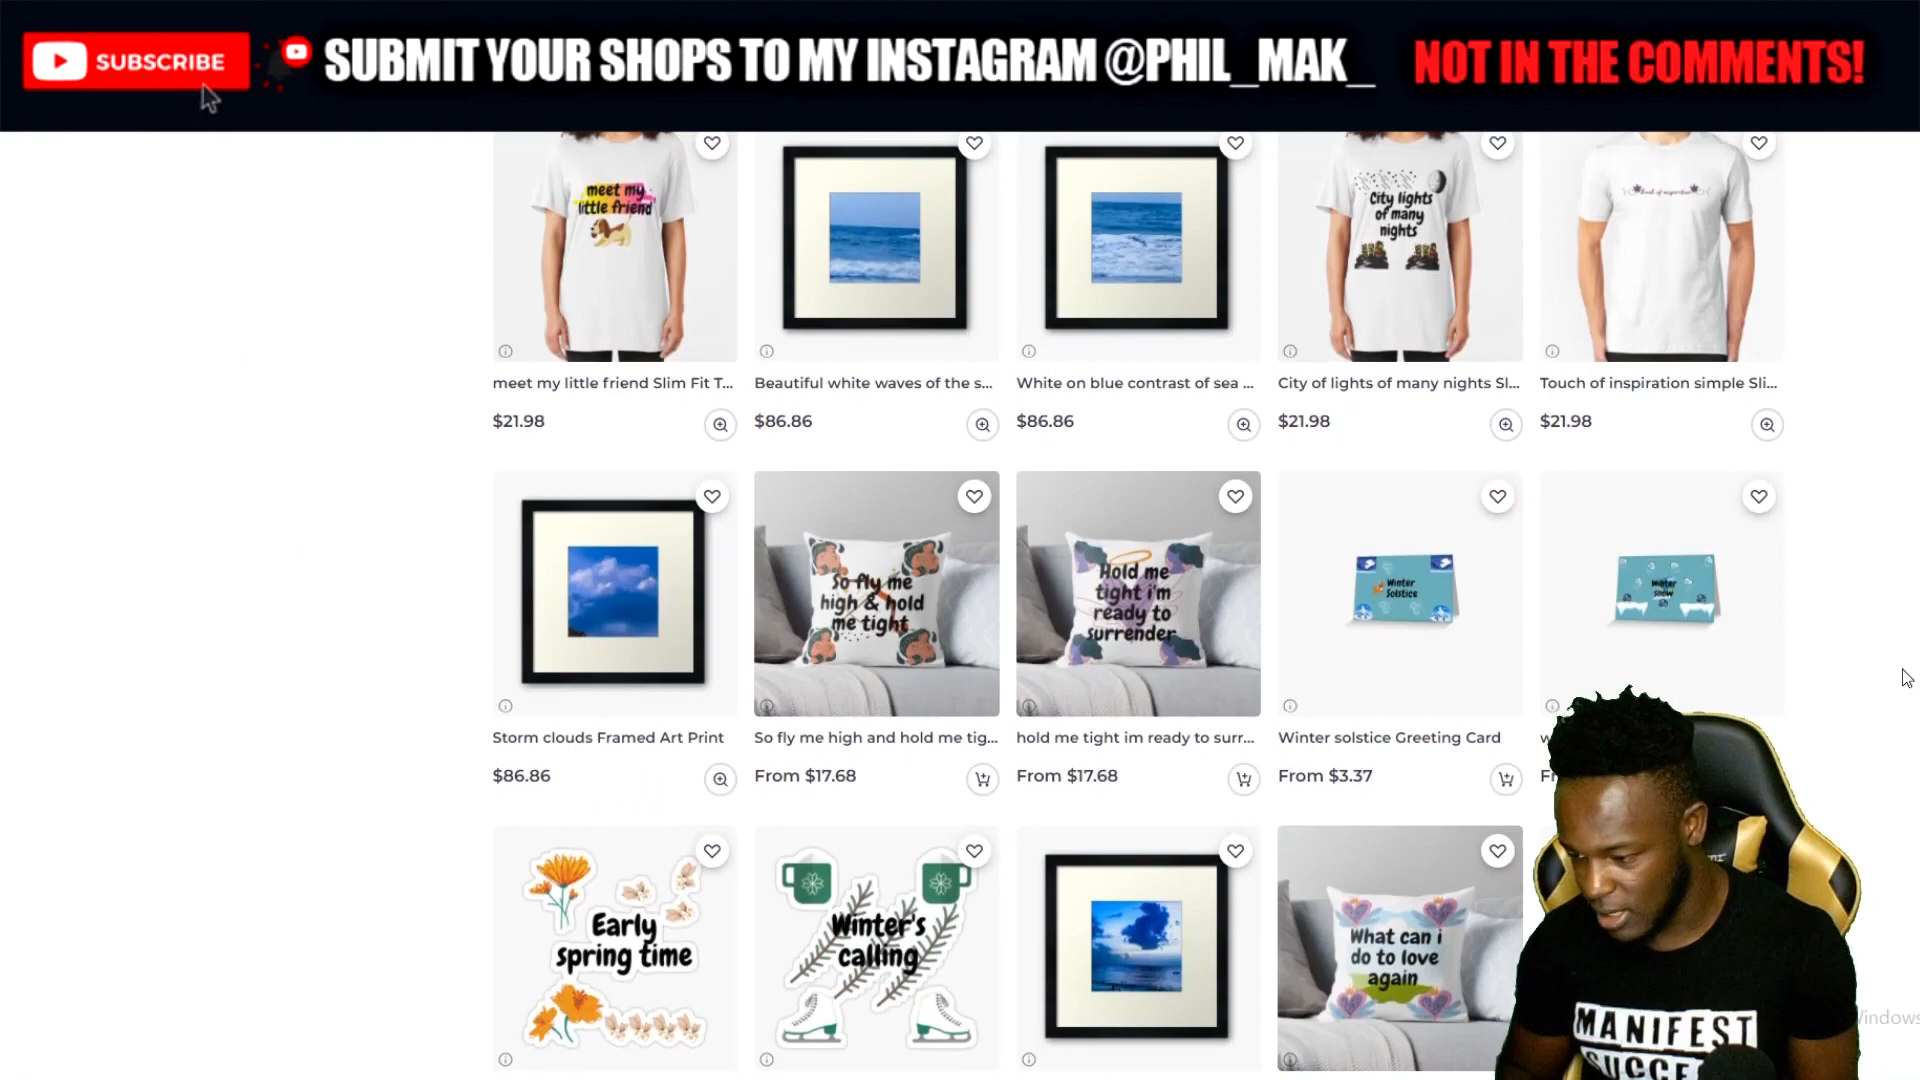 SUBSCRIBE
SUBMIT YOUR SHOPS TO MY INSTAGRAM @PHIL_MAK_ NOT IN THE COMMENTS!
meet my
little friend
City lights
of many
nights
Touch of inspiration
meet my little friend Slim Fit T...
Beautiful white waves of the s...
White on blue contrast of sea ...
City of lights of many nights Sl...
Touch of inspiration simple Sli...
$21.98
$86.86
$86.86
$21.98
$21.98
So fly me
high & hold
me tight
Hold me
tight i'm
ready to
surrender
Winter
Solstice
Winter
snow
Storm clouds Framed Art Print
So fly me high and hold me tig...
hold me tight im ready to surr...
Winter solstice Greeting Card
$86.86
From $17.68
From $17.68
From $3.37
Early
spring time
Winter's
calling
What can i
do to love
again
MANIFEST